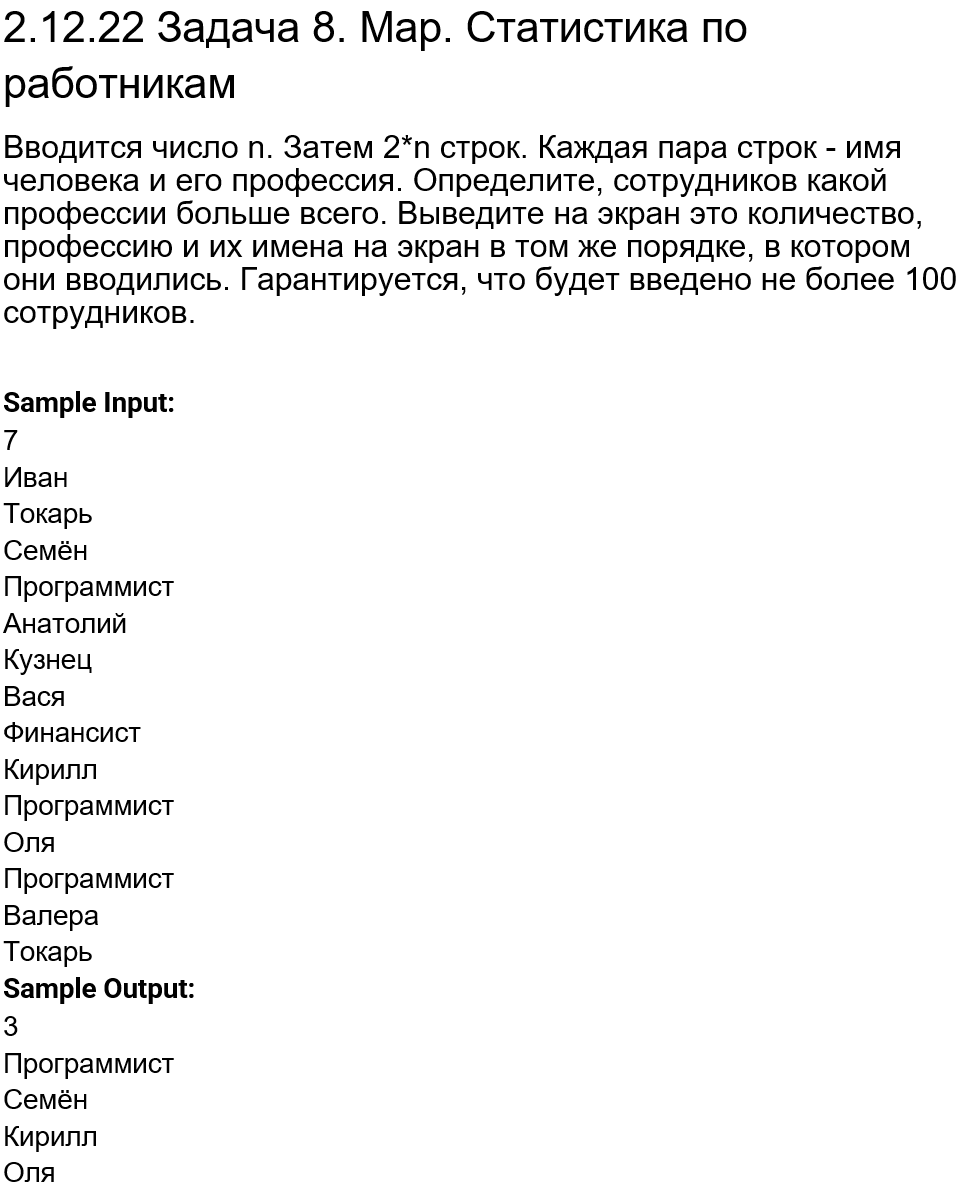 2.12.22 Задача 8. Map. Статистика по
работникам
Вводится число n. Затем 2*n строк. Каждая пара строк - имя
человека и его профессия. Определите, сотрудников какой
профессии больше всего. Выведите на экран это количество,
профессию и их имена на экран в том же порядке, в котором
они вводились. Гарантируется, что будет введено не более 100
сотрудников.
Sample Input:
7
Иван
Токарь
Семён
Программист
Анатолий
Кузнец
Вася
Финансист
Кирилл
Программист
Оля
Программист
Валера
Токарь
Sample Output:
3
Программист
Семён
Кирилл
Оля